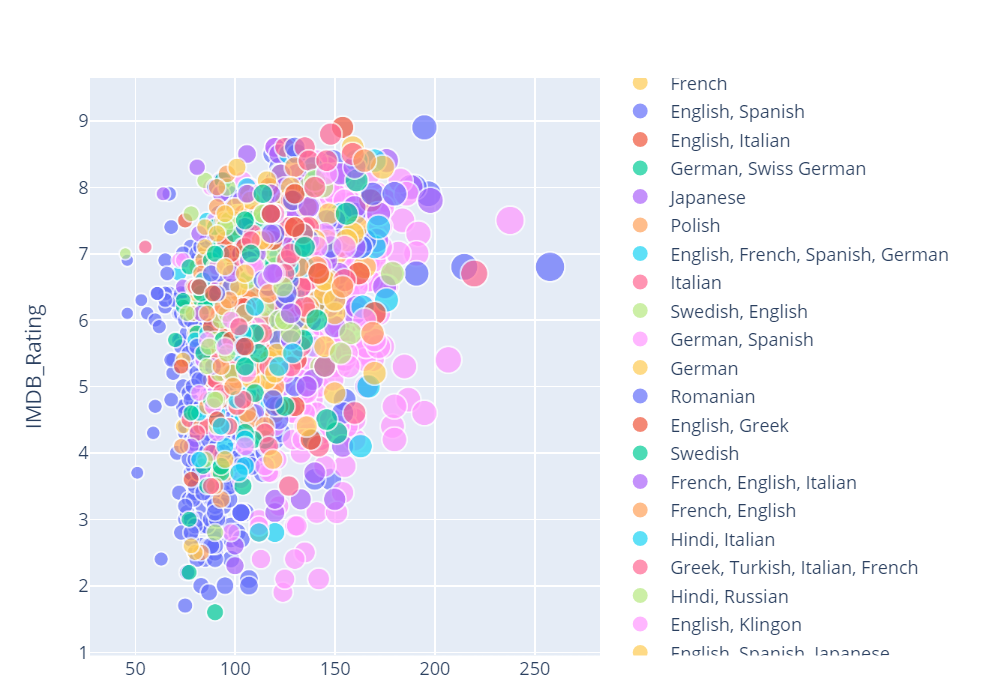 IMDB_Rating
9
8
7
6
5
4
3
2
1
50 100 150 200 250
French
English, Spanish
English, Italian
German, Swiss German
Japanese
Polish
English, French, Spanish, German
Italian
Swedish, English
German, Spanish
German
Romanian
English, Greek
Swedish
French, English, Italian
French, English
Hindi, Italian
Greek, Turkish, Italian, French
Hindi, Russian
English, Klingon
English, Spanish, Japanese